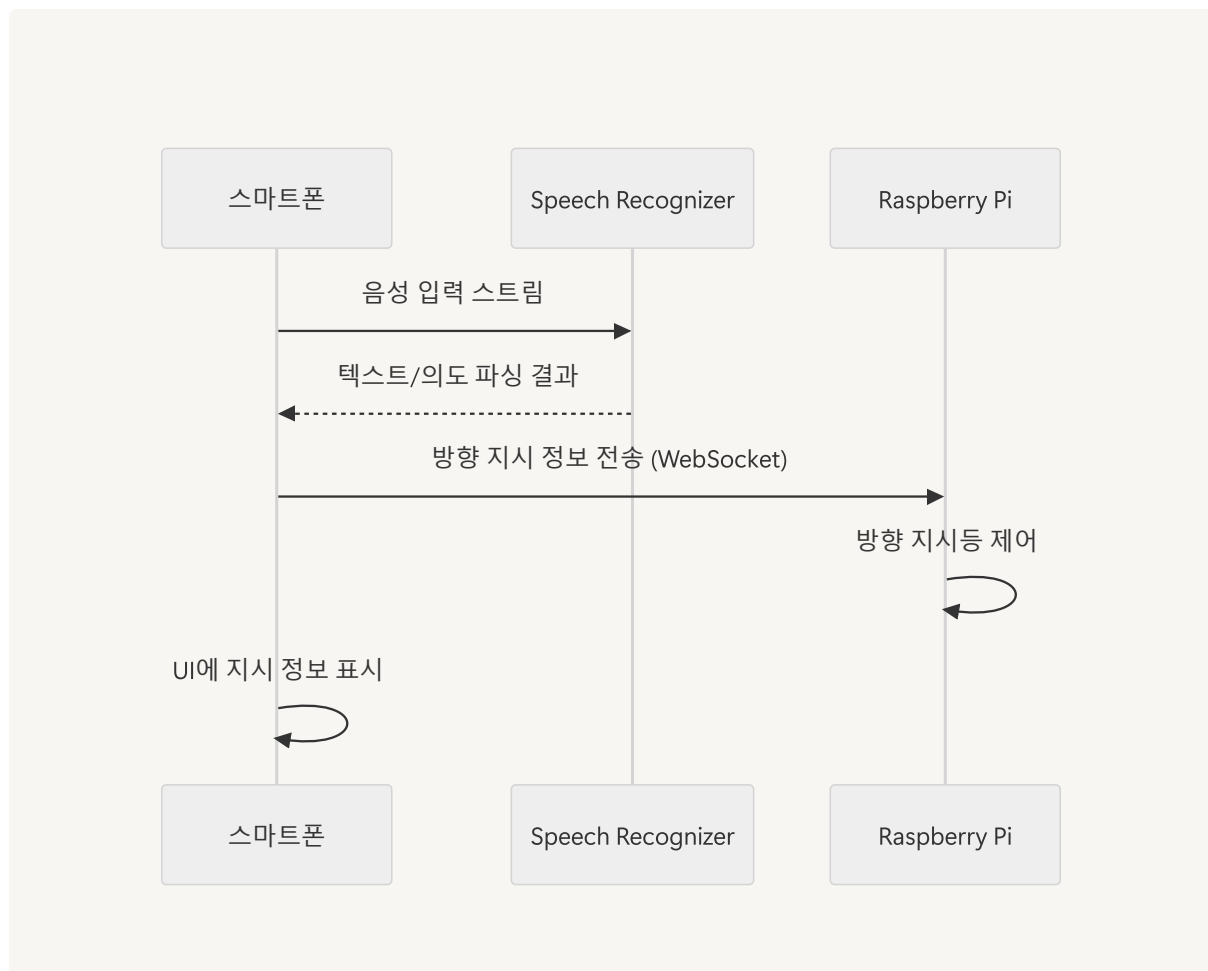 스마트폰
Speech Recognizer
Raspberry Pi
음성 입력 스트림
텍스트/의도 파싱 결과
방향 지시 정보 전송 (WebSocket)
방향 지시등 제어
UI에 지시 정보 표시
스마트폰
Speech Recognizer
Raspberry Pi